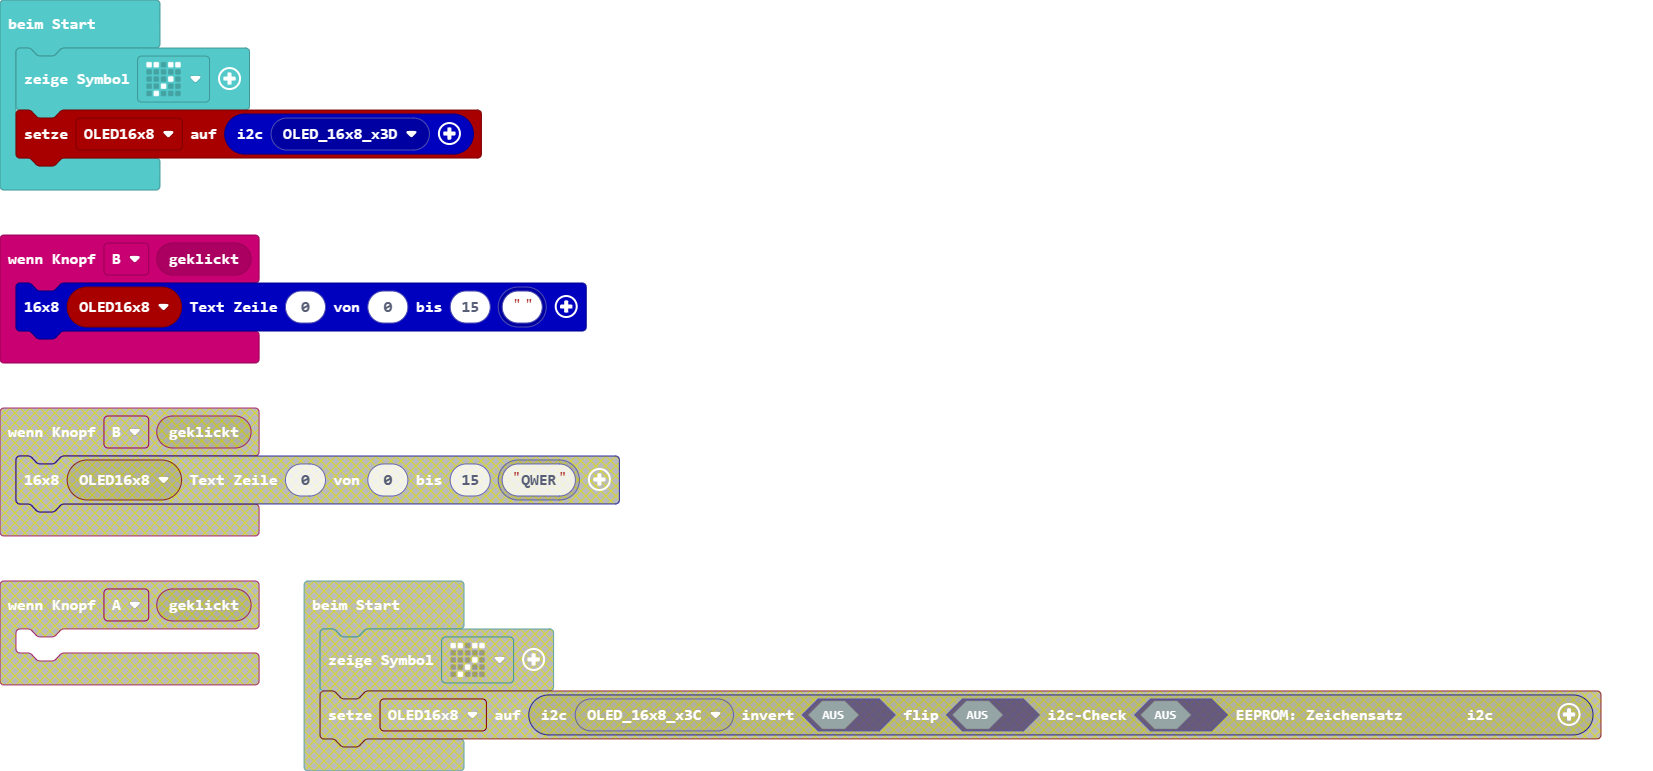 beim Start
zeige Symbol
setze OLED16x8 auf i2c OLED_16x8_x3D
wenn Knopf B geklickt
16x8 OLED16x8 Text Zeile 0 von 0 bis 15 " "
wenn Knopf B geklickt
16x8 OLED16x8 Text Zeile 0 von 0 bis 15 "QWER"
wenn Knopf A geklickt
beim Start
zeige Symbol
setze OLED16x8 auf i2c OLED_16x8_x3C invert AUS flip AUS i2c-Check AUS EEPROM: Zeichensatz i2c